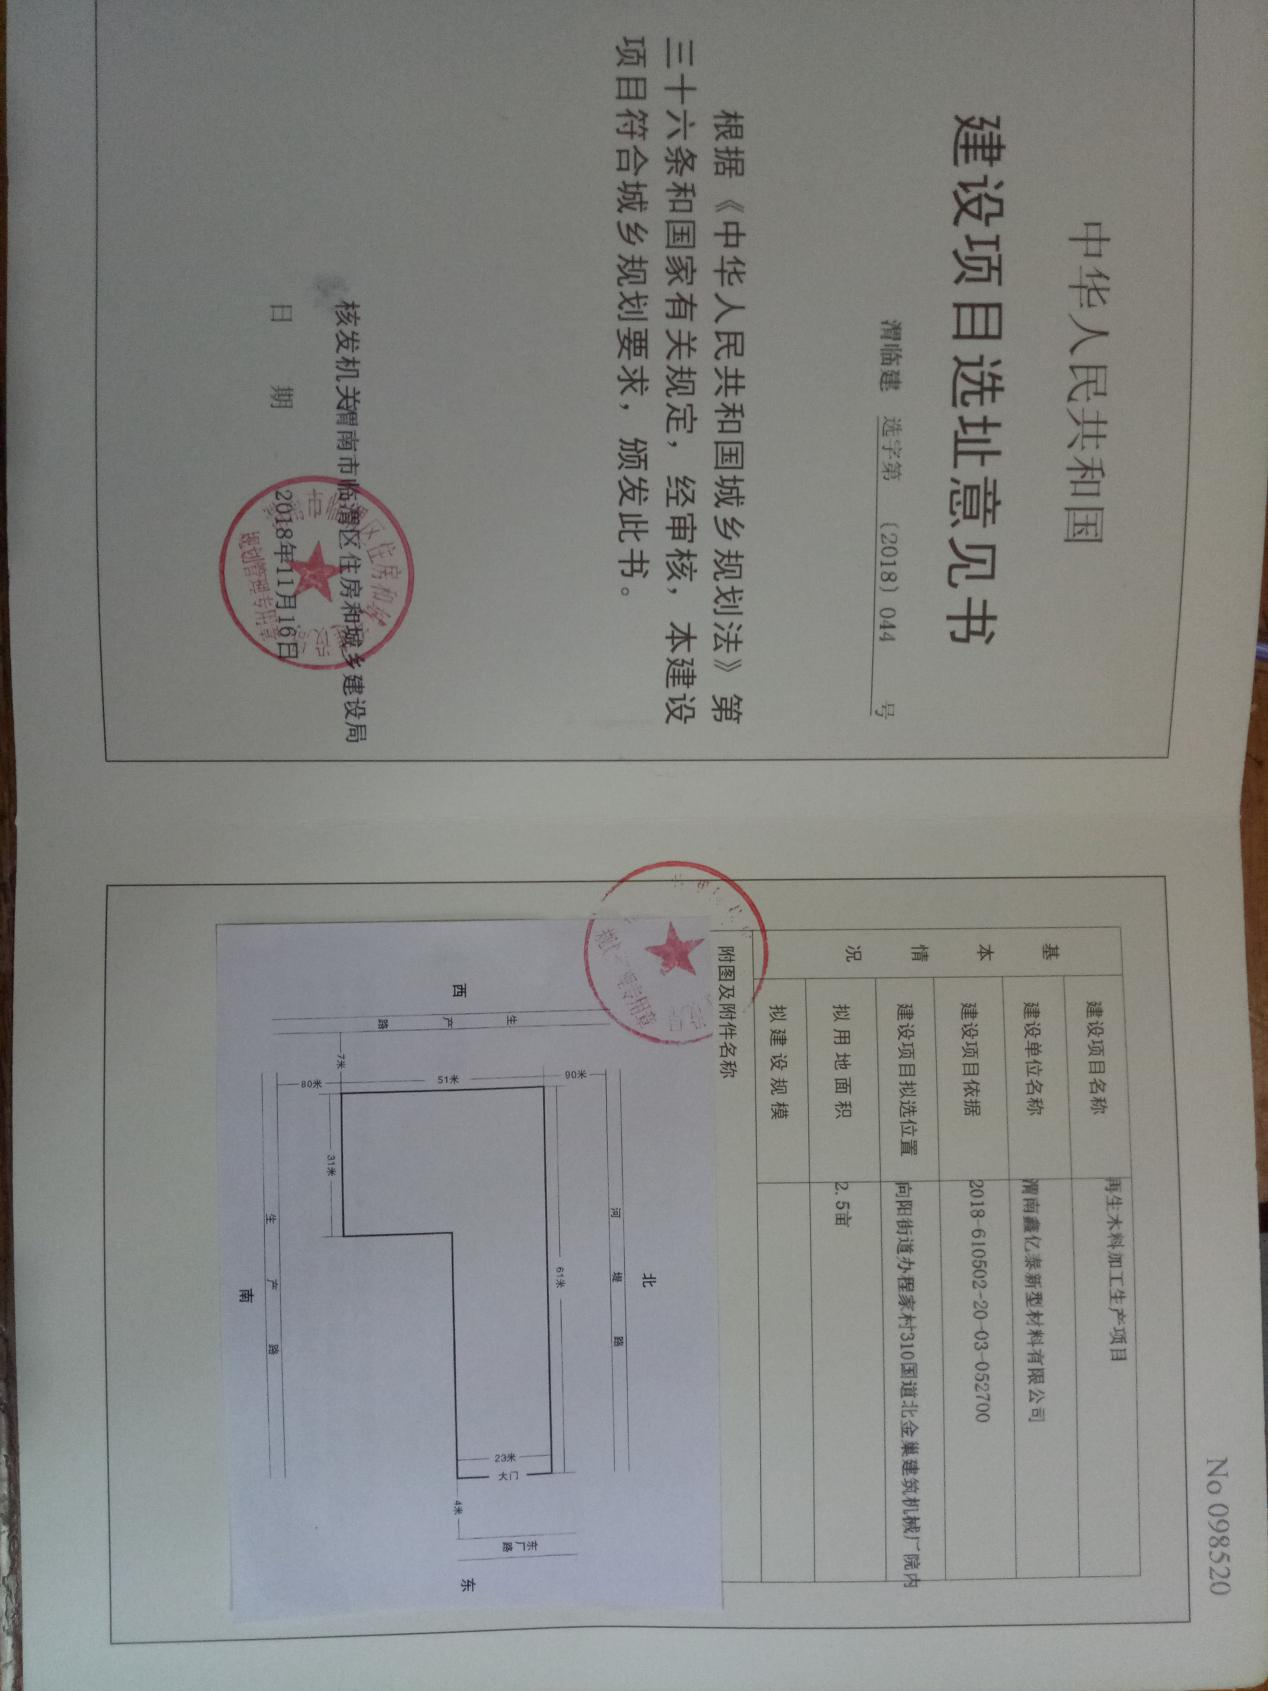 中华人民共和国
建设项目选址意见书
渭临建 选字第 (2018) 044 号
根据《中华人民共和国城乡规划法》第
三十六条和国家有关规定，经审核，本建设
项目符合城乡规划要求，颁发此书。
核发机关渭南市临渭区住房和城乡建设局
日 期 2018年11月16日
规划管理专用章
No 098520
基本情况
建设项目名称 再生木料加工生产项目
建设单位名称 渭南鑫亿泰新型材料有限公司
建设项目依据 2018-610502-20-03-052700
建设项目拟选位置 向阳街道办程家村310国道北金巢建筑机械厂院内
拟用地面积 2.5亩
拟建设规模
附图及附件名称
北
河堤路
90米
61米
西
生产路
51米
23米
大门
东厂路
东
4米
7米
80米
31米
生产路
南